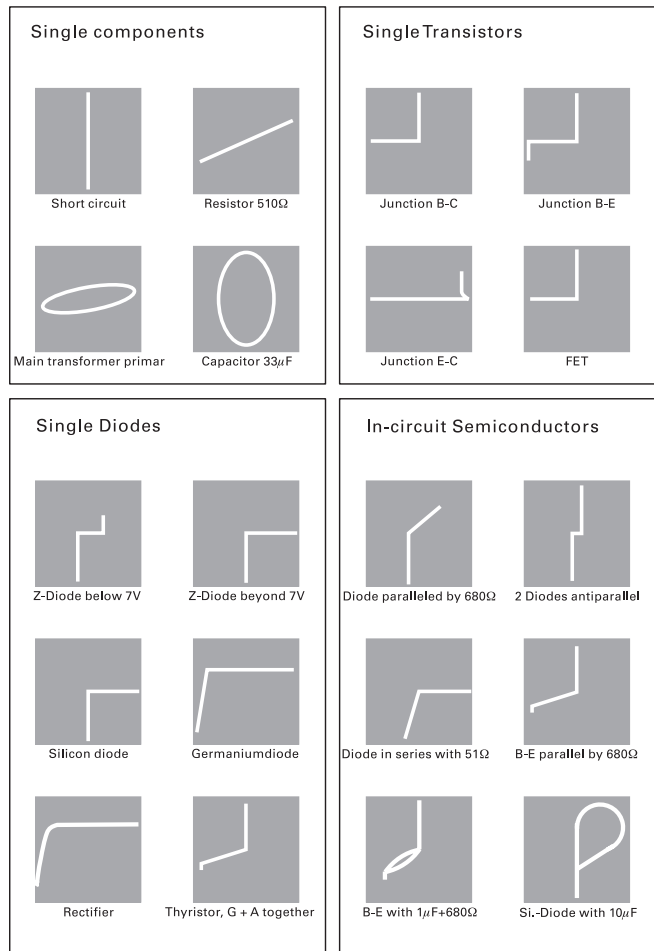 Single components
Short circuit
Resistor 510Ω
Main transformer primar
Capacitor 33µF
Single Transistors
Junction B-C
Junction B-E
Junction E-C
FET
Single Diodes
Z-Diode below 7V
Z-Diode beyond 7V
Silicon diode
Germaniumdiode
Rectifier
Thyristor, G + A together
In-circuit Semiconductors
Diode paralleled by 680Ω
2 Diodes antiparallel
Diode in series with 51Ω
B-E parallel by 680Ω
B-E with 1µF+680Ω
Si.-Diode with 10µF